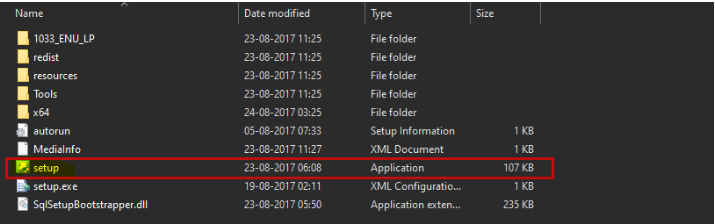 Name Date modified Type Size
1033_ENU_LP 23-08-2017 11:25 File folder
redist 23-08-2017 11:25 File folder
resources 23-08-2017 11:25 File folder
Tools 23-08-2017 11:25 File folder
x64 24-08-2017 03:25 File folder
autorun 05-08-2017 07:33 Setup Information 1 KB
MediaInfo 23-08-2017 11:27 XML Document 1 KB
setup 23-08-2017 06:08 Application 107 KB
setup.exe 19-08-2017 02:11 XML Configuratio... 1 KB
SqlSetupBootstrapper.dll 23-08-2017 05:50 Application exten... 235 KB